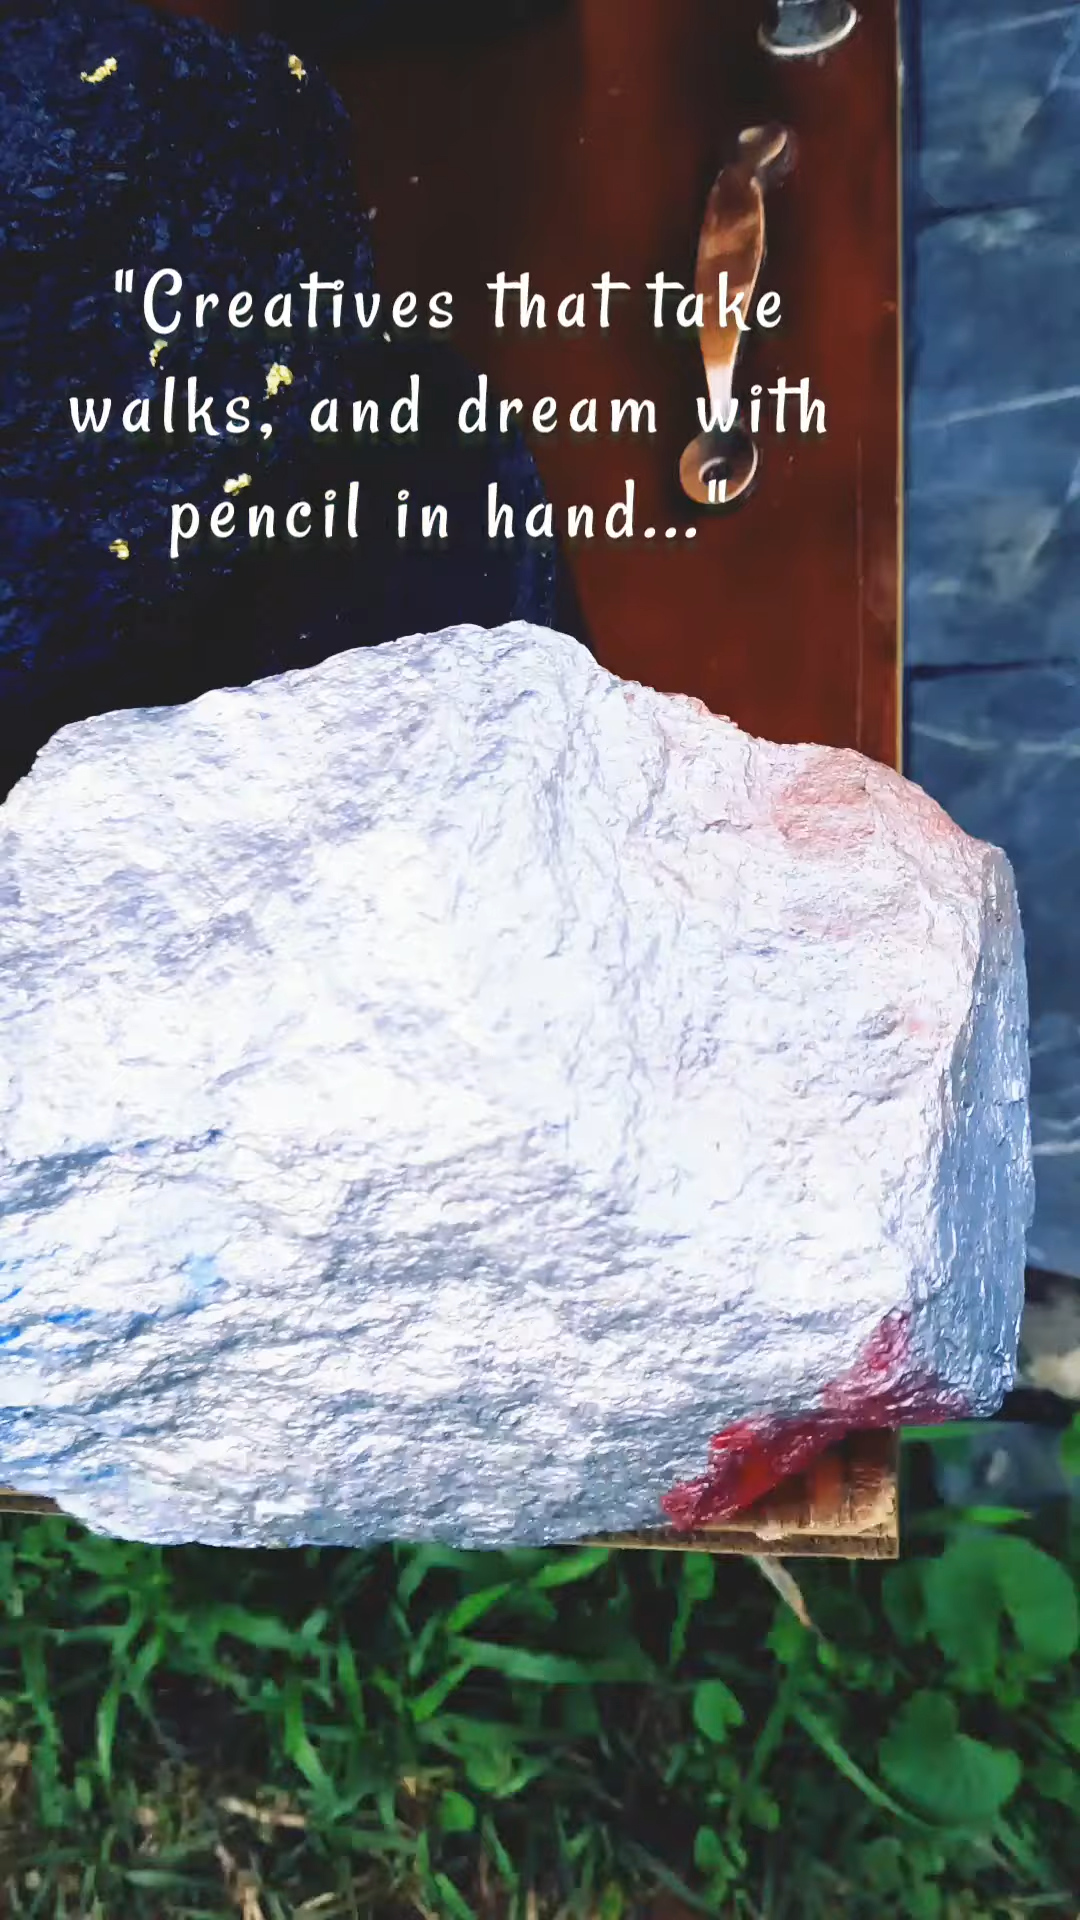 "Creatives that take
walks, and dream with
pencil in hand..."